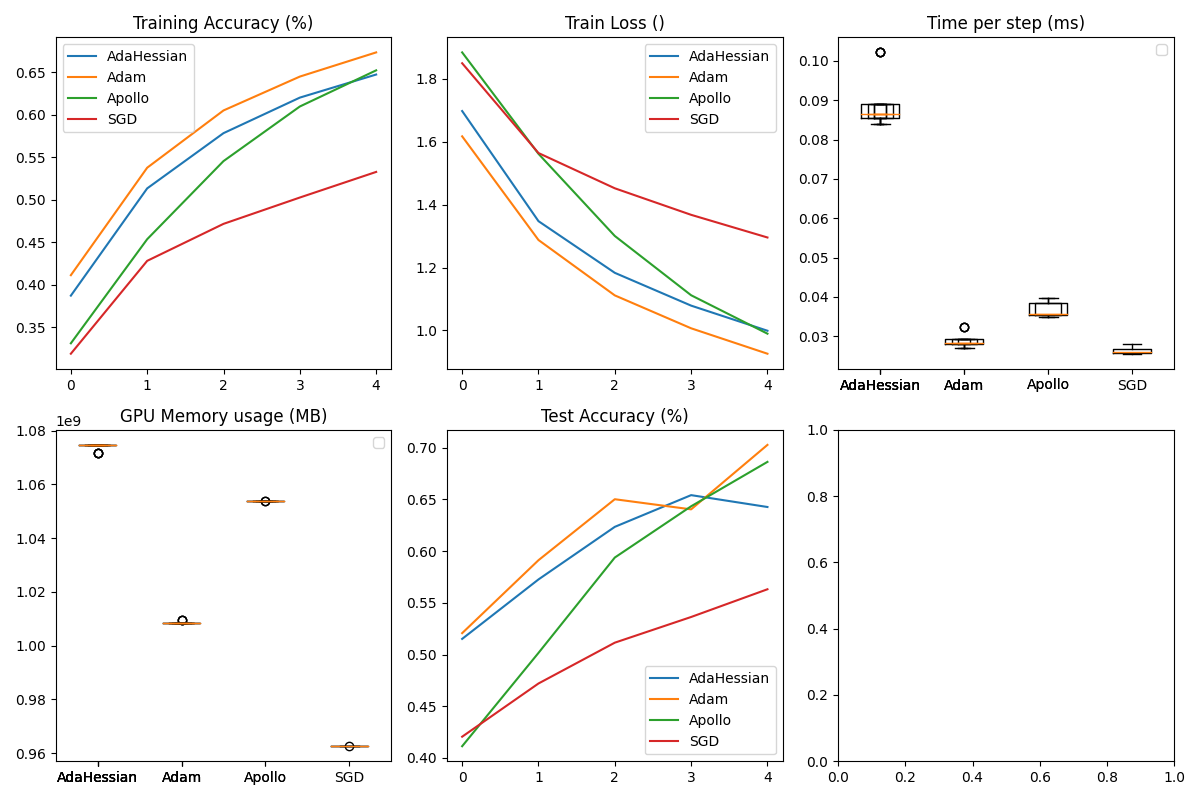 Training Accuracy (%)
AdaHessian
Adam
Apollo
SGD
0.65
0.60
0.55
0.50
0.45
0.40
0.35
0 1 2 3 4
Train Loss ()
AdaHessian
Adam
Apollo
SGD
1.8
1.6
1.4
1.2
1.0
0 1 2 3 4
Time per step (ms)
0.10
0.09
0.08
0.07
0.06
0.05
0.04
0.03
AdaHessian Adam Apollo SGD
GPU Memory usage (MB)
1e9
1.08
1.06
1.04
1.02
1.00
0.98
0.96
AdaHessian Adam Apollo SGD
Test Accuracy (%)
0.70
0.65
0.60
0.55
0.50
0.45
0.40
AdaHessian
Adam
Apollo
SGD
0 1 2 3 4
1.0
0.8
0.6
0.4
0.2
0.0
0.0 0.2 0.4 0.6 0.8 1.0